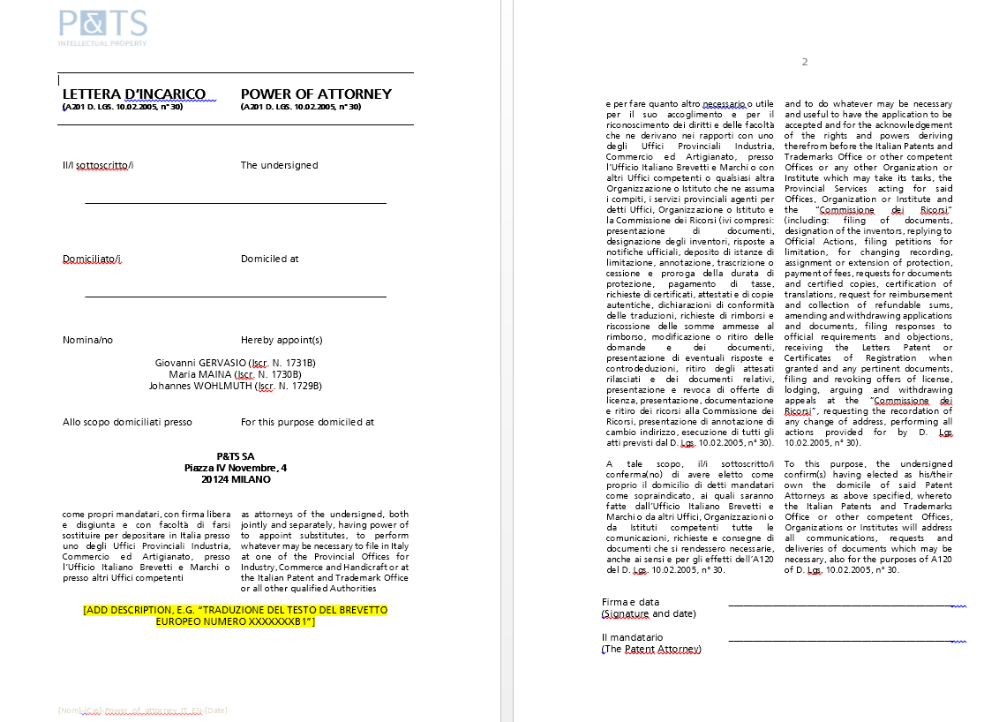 P&TS
INTELLECTUAL PROPERTY
LETTERA D'INCARICO
(A201 D. LGS. 10.02.2005, n° 30)
POWER OF ATTORNEY
(A201 D. LGS. 10.02.2005, n° 30)
Il/I sottoscritto/i
The undersigned
Domiciliato/i
Domiciled at
Nomina/no
Hereby appoint(s)
Giovanni GERVASIO (Iscr. N. 1731B)
Maria MAINA (Iscr. N. 1730B)
Johannes WOHLMUTH (Iscr. N. 1729B)
Allo scopo domiciliati presso
For this purpose domiciled at
P&TS SA
Piazza IV Novembre, 4
20124 MILANO
come propri mandatari, con firma libera
e disgiunta e con facoltà di farsi
sostituire per depositare in Italia presso
uno degli Uffici Provinciali Industria,
Commercio ed Artigianato, presso
l'Ufficio Italiano Brevetti e Marchi o
presso altri Uffici competenti
as attorneys of the undersigned, both
jointly and separately, having power of
to appoint substitutes, to perform
whatever may be necessary to file in Italy
at one of the Provincial Offices for
Industry, Commerce and Handicraft or at
the Italian Patent and Trademark Office
or all other qualified Authorities
[ADD DESCRIPTION, E.G. "TRADUZIONE DEL TESTO DEL BREVETTO
EUROPEO NUMERO XXXXXXXB1"]
{Nom}-{Cas}-Power_of_attorney_IT_EN-{Date}
2
e per fare quanto altro necessario o utile
per il suo accoglimento e per il
riconoscimento dei diritti e delle facoltà
che ne derivano nei rapporti con uno
degli Uffici Provinciali Industria,
Commercio ed Artigianato, presso
l'Ufficio Italiano Brevetti e Marchi o con
altri Uffici competenti o qualsiasi altra
Organizzazione o Istituto che ne assuma
i compiti, i servizi provinciali agenti per
detti Uffici, Organizzazione o Istituto e
la Commissione dei Ricorsi (ivi compresi:
presentazione di documenti,
designazione degli inventori, risposte a
notifiche ufficiali, deposito di istanze di
limitazione, annotazione, trascrizione o
cessione e proroga della durata di
protezione, pagamento di tasse,
richieste di certificati, attestati e di copie
autentiche, dichiarazioni di conformità
delle traduzioni, richieste di rimborsi e
riscossione delle somme ammesse al
rimborso, modificazione o ritiro delle
domande e dei documenti,
presentazione di eventuali risposte e
controdeduzioni, ritiro degli attesati
rilasciati e dei documenti relativi,
presentazione e revoca di offerte di
licenza, presentazione, documentazione
e ritiro dei ricorsi alla Commissione dei
Ricorsi, presentazione di annotazione di
cambio indirizzo, esecuzione di tutti gli
atti previsti dal D. Lgs. 10.02.2005, n° 30).
A tale scopo, il/i sottoscritto/i
conferma(no) di avere eletto come
proprio il domicilio di detti mandatari
come sopraindicato, ai quali saranno
fatte dall'Ufficio Italiano Brevetti e
Marchi o da altri Uffici, Organizzazioni o
da Istituti competenti tutte le
comunicazioni, richieste e consegne di
documenti che si rendessero necessarie,
anche ai sensi e per gli effetti dell'A120
del D. Lgs. 10.02.2005, n° 30.
and to do whatever may be necessary
and useful to have the application to be
accepted and for the acknowledgement
of the rights and powers deriving
therefrom before the Italian Patents and
Trademarks Office or other competent
Offices or any other Organization or
Institute which may take its tasks, the
Provincial Services acting for said
Offices, Organization or Institute and
the "Commissione dei Ricorsi"
(including: filing of documents,
designation of the inventors, replying to
Official Actions, filing petitions for
limitation, for changing recording,
assignment or extension of protection,
payment of fees, requests for documents
and certified copies, certification of
translations, request for reimbursement
and collection of refundable sums,
amending and withdrawing applications
and documents, filing responses to
official requirements and objections,
receiving the Letters Patent or
Certificates of Registration when
granted and any pertinent documents,
filing and revoking offers of license,
lodging, arguing and withdrawing
appeals at the "Commissione dei
Ricorsi", requesting the recordation of
any change of address, performing all
actions provided for by D. Lgs
10.02.2005, n° 30).
To this purpose, the undersigned
confirm(s) having elected as his/their
own the domicile of said Patent
Attorneys as above specified, whereto
the Italian Patents and Trademarks
Office or other competent Offices,
Organizations or Institutes will address
all communications, requests and
deliveries of documents which may be
necessary, also for the purposes of A120
of D. Lgs. 10.02.2005, n° 30.
Firma e data
(Signature and date)
Il mandatario
(The Patent Attorney)